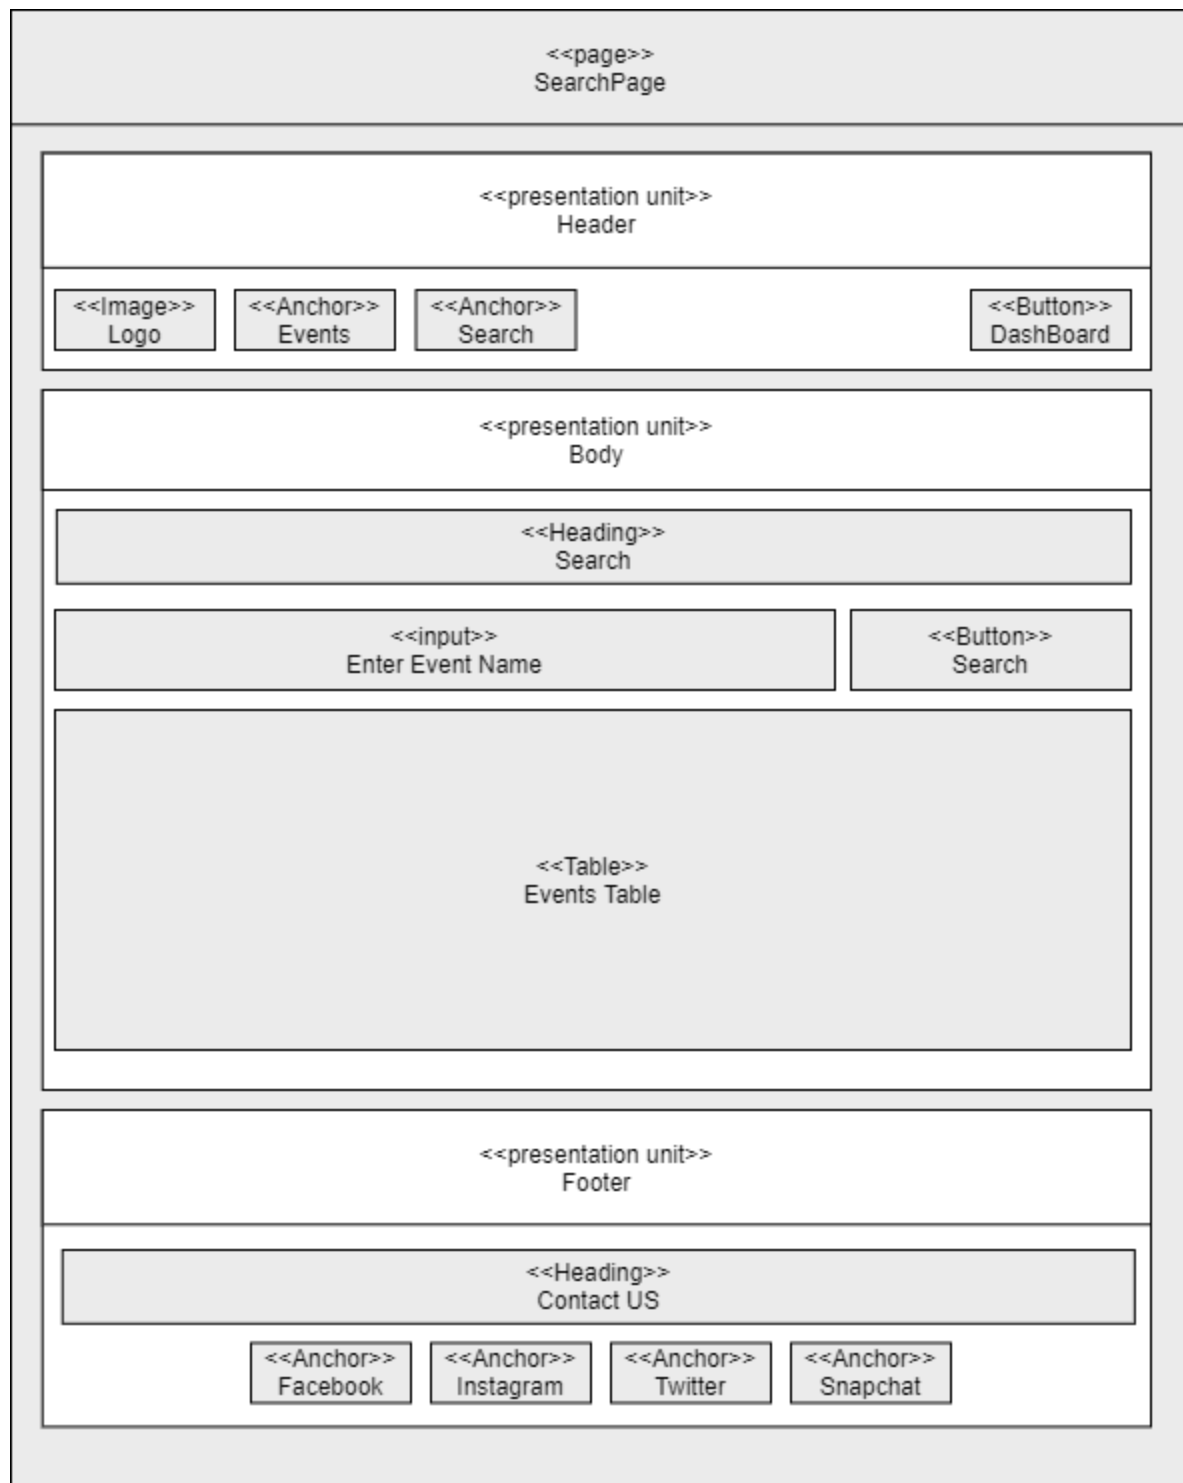 <<page>>
SearchPage
<<presentation unit>>
Header
<<Image>>
Logo
<<Anchor>>
Events
<<Anchor>>
Search
<<Button>>
DashBoard
<<presentation unit>>
Body
<<Heading>>
Search
<<input>>
Enter Event Name
<<Button>>
Search
<<Table>>
Events Table
<<presentation unit>>
Footer
<<Heading>>
Contact US
<<Anchor>>
Facebook
<<Anchor>>
Instagram
<<Anchor>>
Twitter
<<Anchor>>
Snapchat